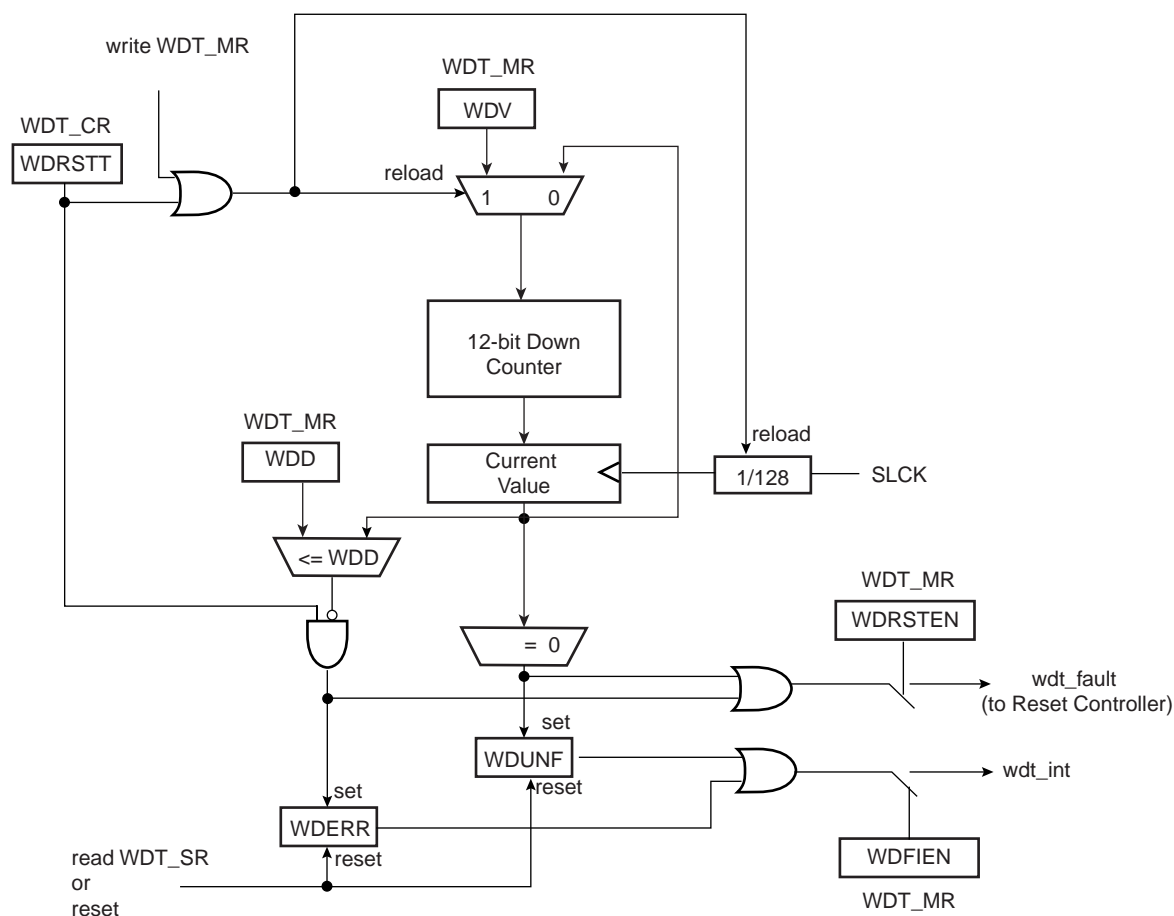 write WDT_MR
WDT_MR
WDV
WDT_CR
WDRSTT
reload
1 0
12-bit Down
Counter
WDT_MR
WDD
Current
Value
reload
1/128
SLCK
<= WDD
WDT_MR
WDRSTEN
= 0
wdt_fault
(to Reset Controller)
set
WDUNF
reset
wdt_int
set
WDERR
reset
read WDT_SR
or
reset
WDFIEN
WDT_MR